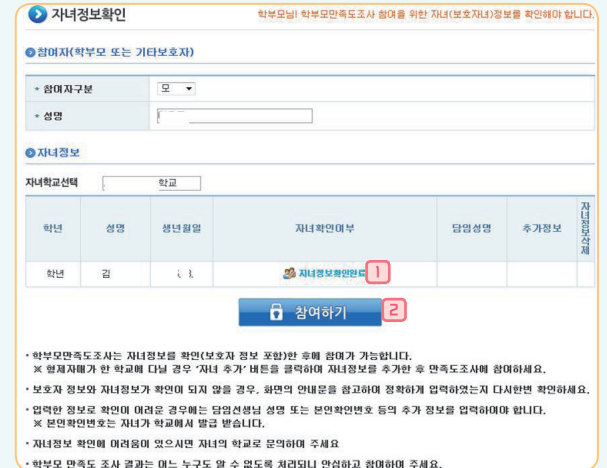 자녀정보확인
학부모님! 학부모만족도조사 참여를 위한 자녀(보호자녀)정보를 확인해야 합니다.
참여자(학부모 또는 기타보호자)
* 참여자구분 모
* 성명
자녀정보
자녀학교선택 학교
학년 성명 생년월일 자녀확인여부 담임성명 추가정보 자녀정보삭제
학년 김 자녀정보확인완료 1
참여하기 2
· 학부모만족도조사는 자녀정보를 확인(보호자 정보 포함)한 후에 참여가 가능합니다.
※ 형제자매가 한 학교에 다닐 경우 '자녀 추가' 버튼을 클릭하여 자녀정보를 추가한 후 만족도조사에 참여하세요.
· 보호자 정보와 자녀정보가 확인이 되지 않을 경우, 화면의 안내문을 참고하여 정확하게 입력하였는지 다시한번 확인하세요.
· 입력한 정보로 확인이 어려운 경우에는 담임선생님 성명 또는 본인확인번호 등의 추가 정보를 입력하여야 합니다.
※ 본인확인번호는 자녀가 학교에서 발급 받습니다.
· 자녀정보 확인에 어려움이 있으시면 자녀의 학교로 문의하여 주세요
· 학부모 만족도 조사 결과는 어느 누구도 알 수 없도록 처리되니 안심하고 참여하여 주세요.